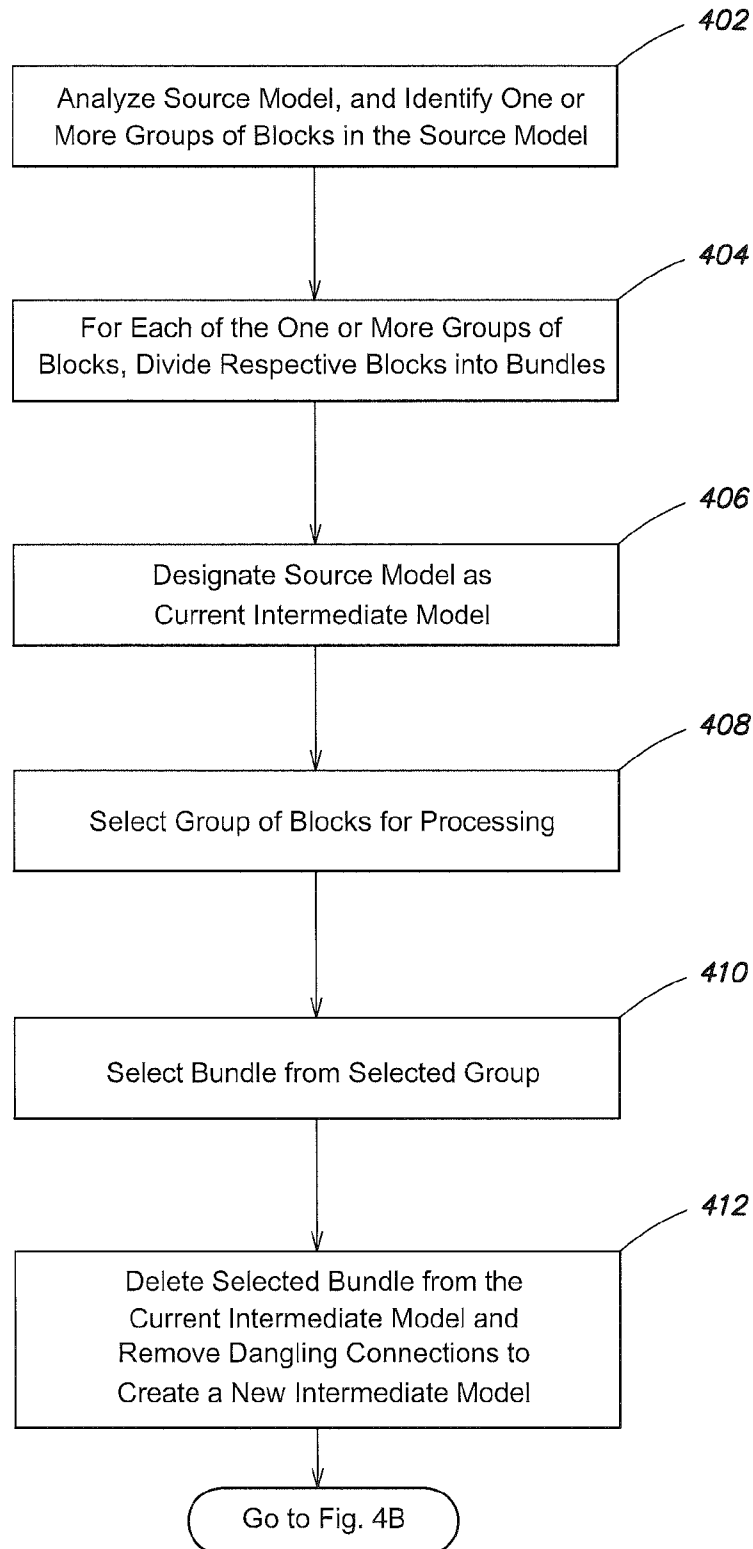 402
Analyze Source Model, and Identify One or
More Groups of Blocks in the Source Model
404
For Each of the One or More Groups of
Blocks, Divide Respective Blocks into Bundles
406
Designate Source Model as
Current Intermediate Model
408
Select Group of Blocks for Processing
410
Select Bundle from Selected Group
412
Delete Selected Bundle from the
Current Intermediate Model and
Remove Dangling Connections to
Create a New Intermediate Model
Go to Fig. 4B